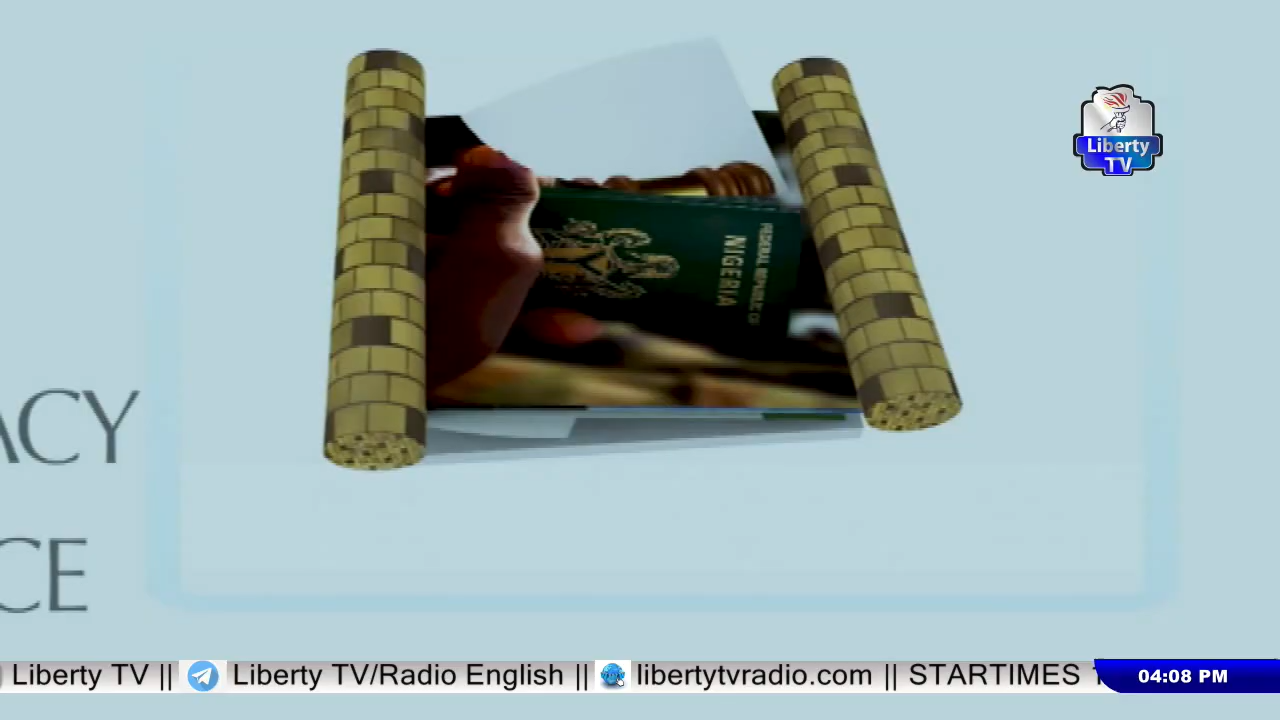 Liberty
TV
FEDERAL REPUBLIC OF
NIGERIA
ACY
CE
Liberty TV || Liberty TV/Radio English || libertytvradio.com || STARTIMES
04:08 PM